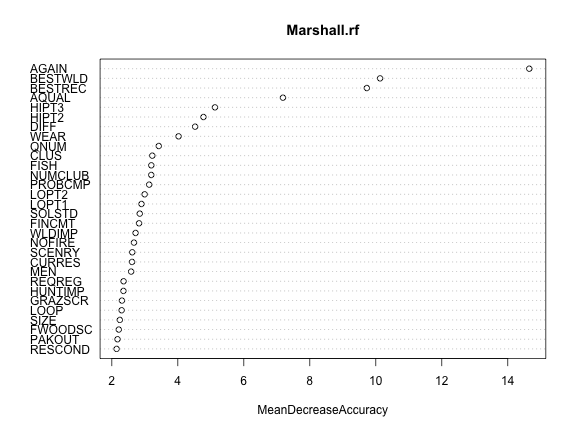 Marshall.rf
AGAIN
BESTWLD
BESTREC
AQUAL
HIPT3
HIPT2
DIFF
WEAR
QNUM
CLUS
FISH
NUMCLUB
PROBCMP
LOPT2
LOPT1
SOLSTD
FINCMT
WLDIMP
NOFIRE
SCENRY
CURRES
MEN
REQREG
HUNTIMP
GRAZSCR
LOOP
SIZE
FWOODSC
PAKOUT
RESCOND
2 4 6 8 10 12 14
MeanDecreaseAccuracy